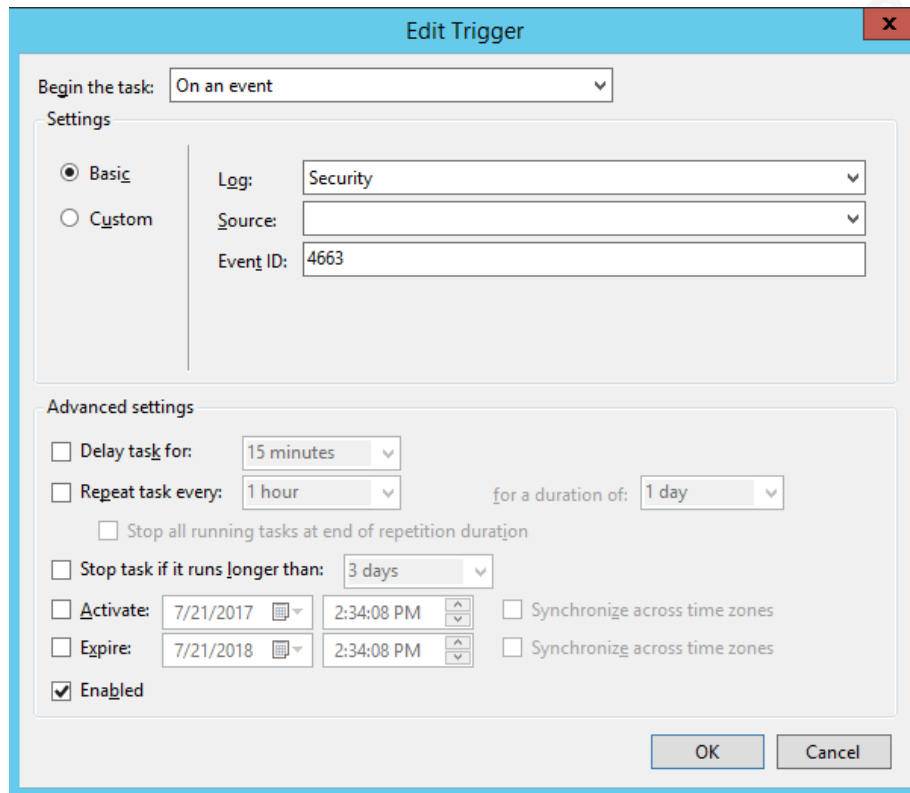 Edit Trigger
x
Begin the task: On an event
Settings
Basic
Log: Security
Custom
Source:
Event ID: 4663
Advanced settings
Delay task for: 15 minutes
Repeat task every: 1 hour for a duration of: 1 day
Stop all running tasks at end of repetition duration
Stop task if it runs longer than: 3 days
Activate: 7/21/2017 2:34:08 PM Synchronize across time zones
Expire: 7/21/2018 2:34:08 PM Synchronize across time zones
Enabled
OK Cancel